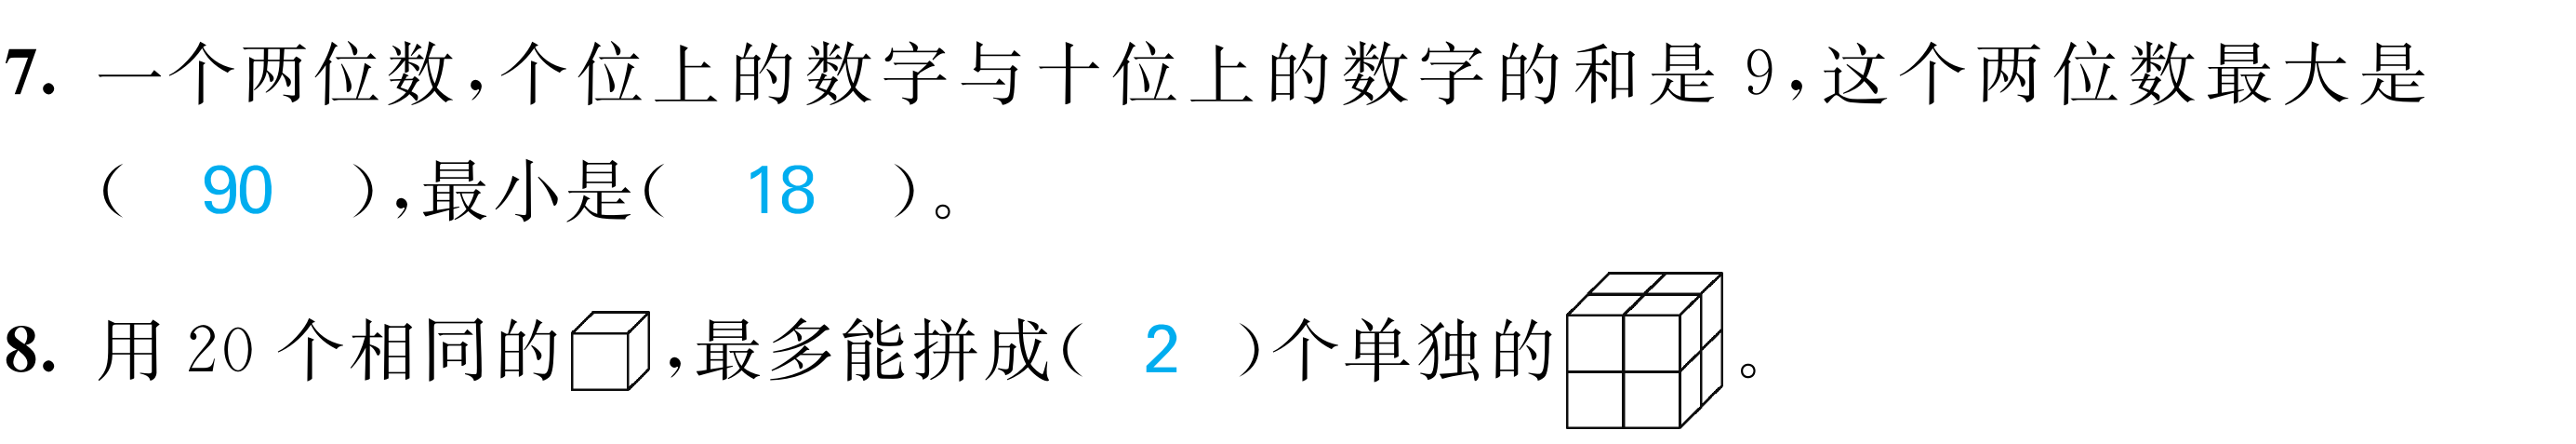 7. 一个两位数,个位上的数字与十位上的数字的和是 9,这个两位数最大是
( 90 ),最小是( 18 )。
8. 用 20 个相同的,最多能拼成( 2 )个单独的。